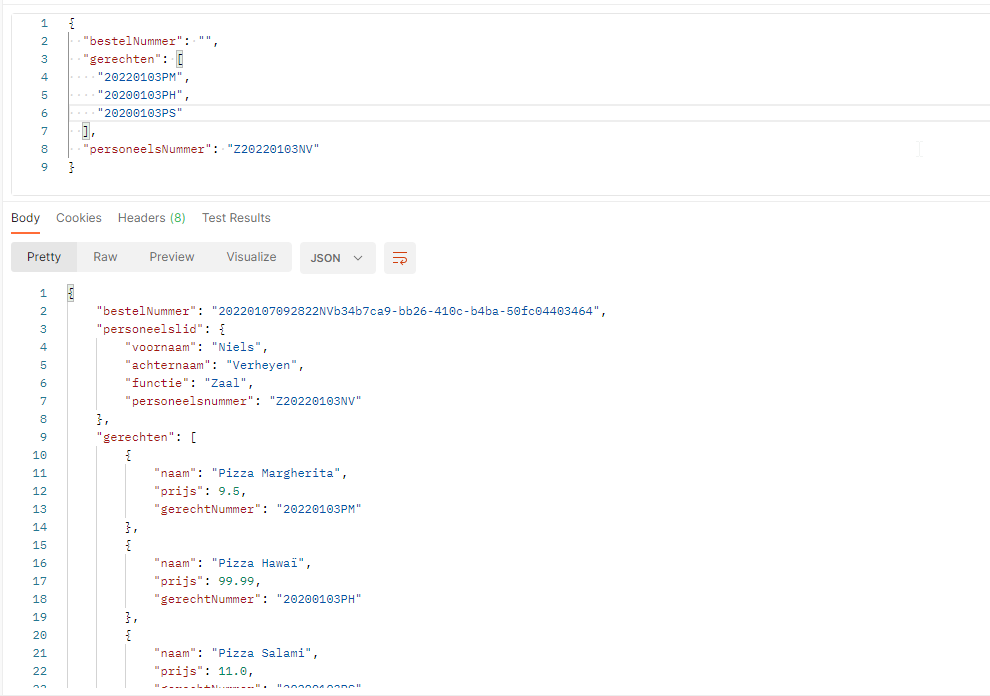 1 {
2 "bestelNummer": "",
3 "gerechten": [
4 "20220103PM",
5 "20200103PH",
6 "20200103PS"
7 ],
8 "personeelsNummer": "Z20220103NV"
9 }
Body Cookies Headers (8) Test Results
Pretty Raw Preview Visualize JSON
1 {
2 "bestelNummer": "20220107092822NVb34b7ca9-bb26-410c-b4ba-50fc04403464",
3 "personeelslid": {
4 "voornaam": "Niels",
5 "achternaam": "Verheyen",
6 "functie": "Zaal",
7 "personeelsnummer": "Z20220103NV"
8 },
9 "gerechten": [
10 {
11 "naam": "Pizza Margherita",
12 "prijs": 9.5,
13 "gerechtNummer": "20220103PM"
14 },
15 {
16 "naam": "Pizza Hawaï",
17 "prijs": 99.99,
18 "gerechtNummer": "20200103PH"
19 },
20 {
21 "naam": "Pizza Salami",
22 "prijs": 11.0,
23 "gerechtNummer": "20200103PS"